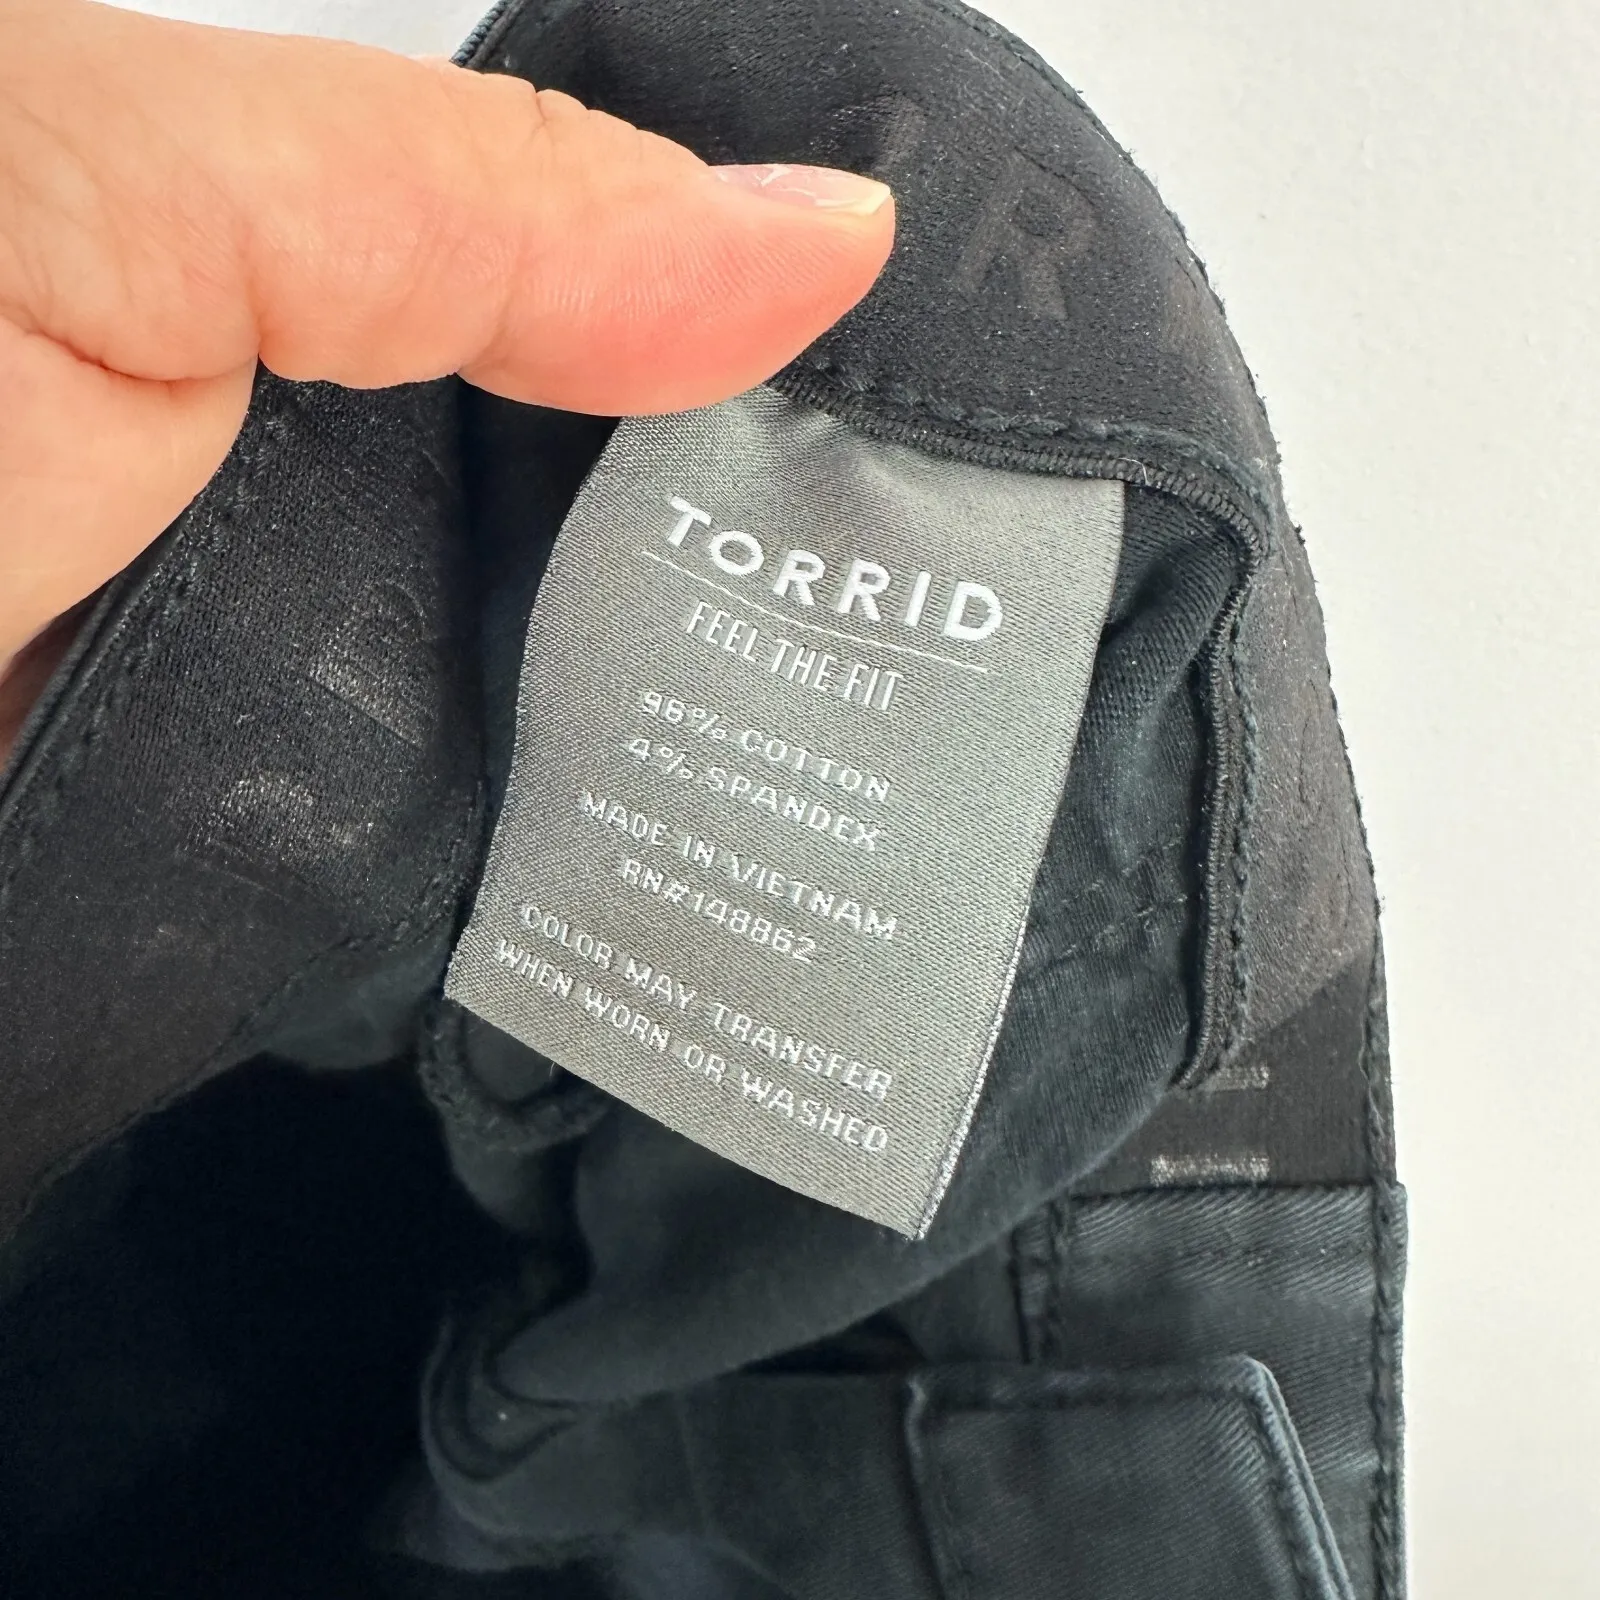 TORRID
FEEL THE FIT
96% COTTON
4% SPANDEX
MADE IN VIETNAM
RN#148862
COLOR MAY TRANSFER
WHEN WORN OR WASHED
R